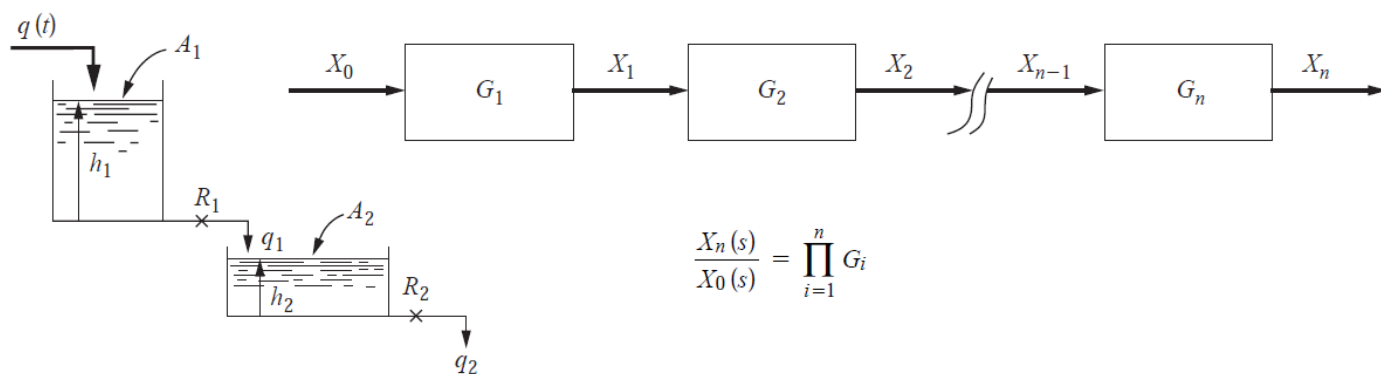 q(t)
A₁
h₁
R₁
q₁
A₂
h₂
R₂
q₂
X₀
G₁
X₁
G₂
X₂
Xₙ₋₁
Gₙ
Xₙ
Xₙ(s)/X₀(s) = ∏ᵢ₌₁ⁿ Gᵢ